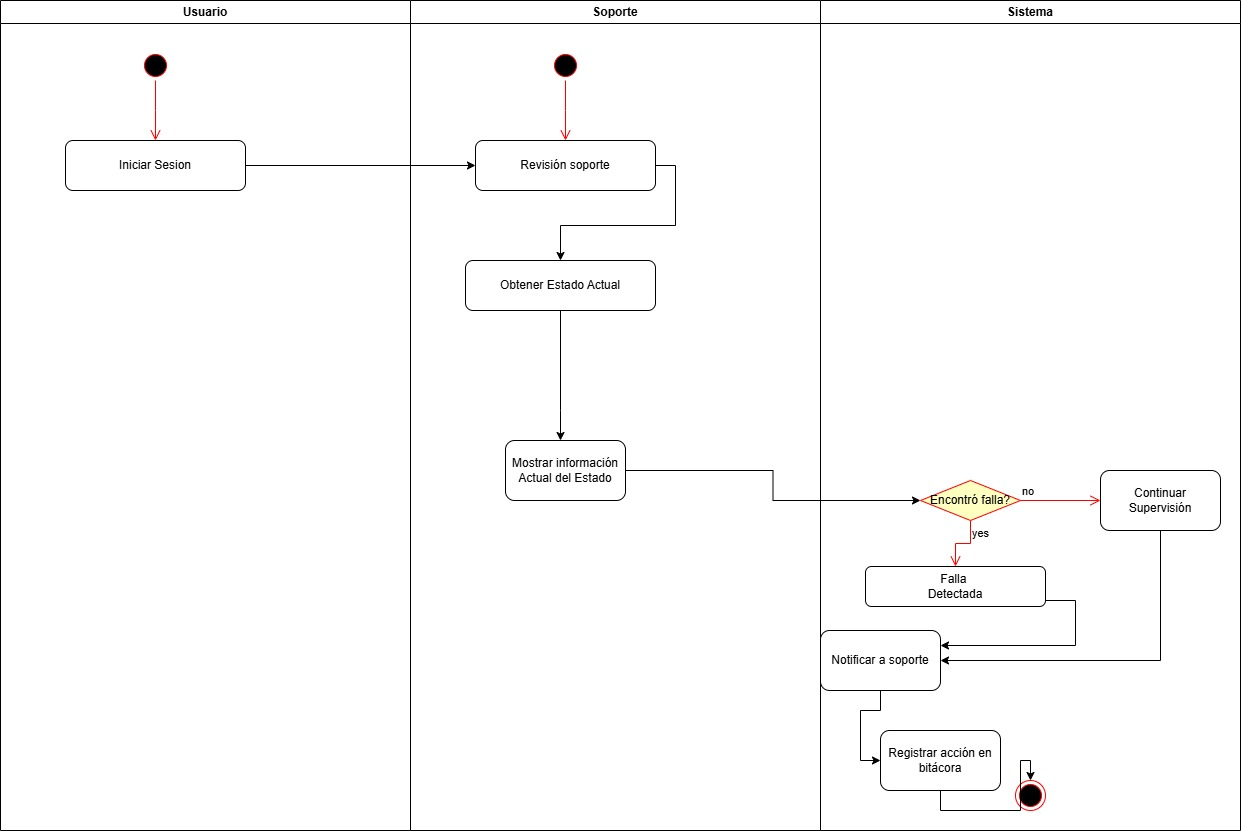 Usuario
Soporte
Sistema
Iniciar Sesion
Revisión soporte
Obtener Estado Actual
Mostrar información
Actual del Estado
Encontró falla?
no
yes
Continuar
Supervisión
Falla
Detectada
Notificar a soporte
Registrar acción en
bitácora